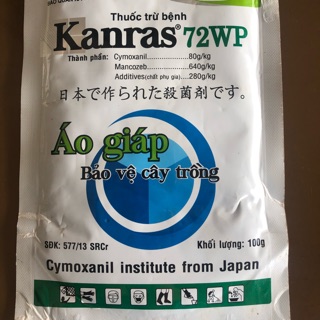 Thuốc trừ bệnh
Kanras® 72WP
Thành phần: Cymoxanil..................80g/kg
Mancozeb..................640g/kg
Additives(chất phụ gia)....280g/kg
日本で作られた殺菌剤です。
Áo giáp
Bảo vệ cây trồng
SĐK: 577/13 SRCr
Khối lượng: 100g
Cymoxanil institute from Japan